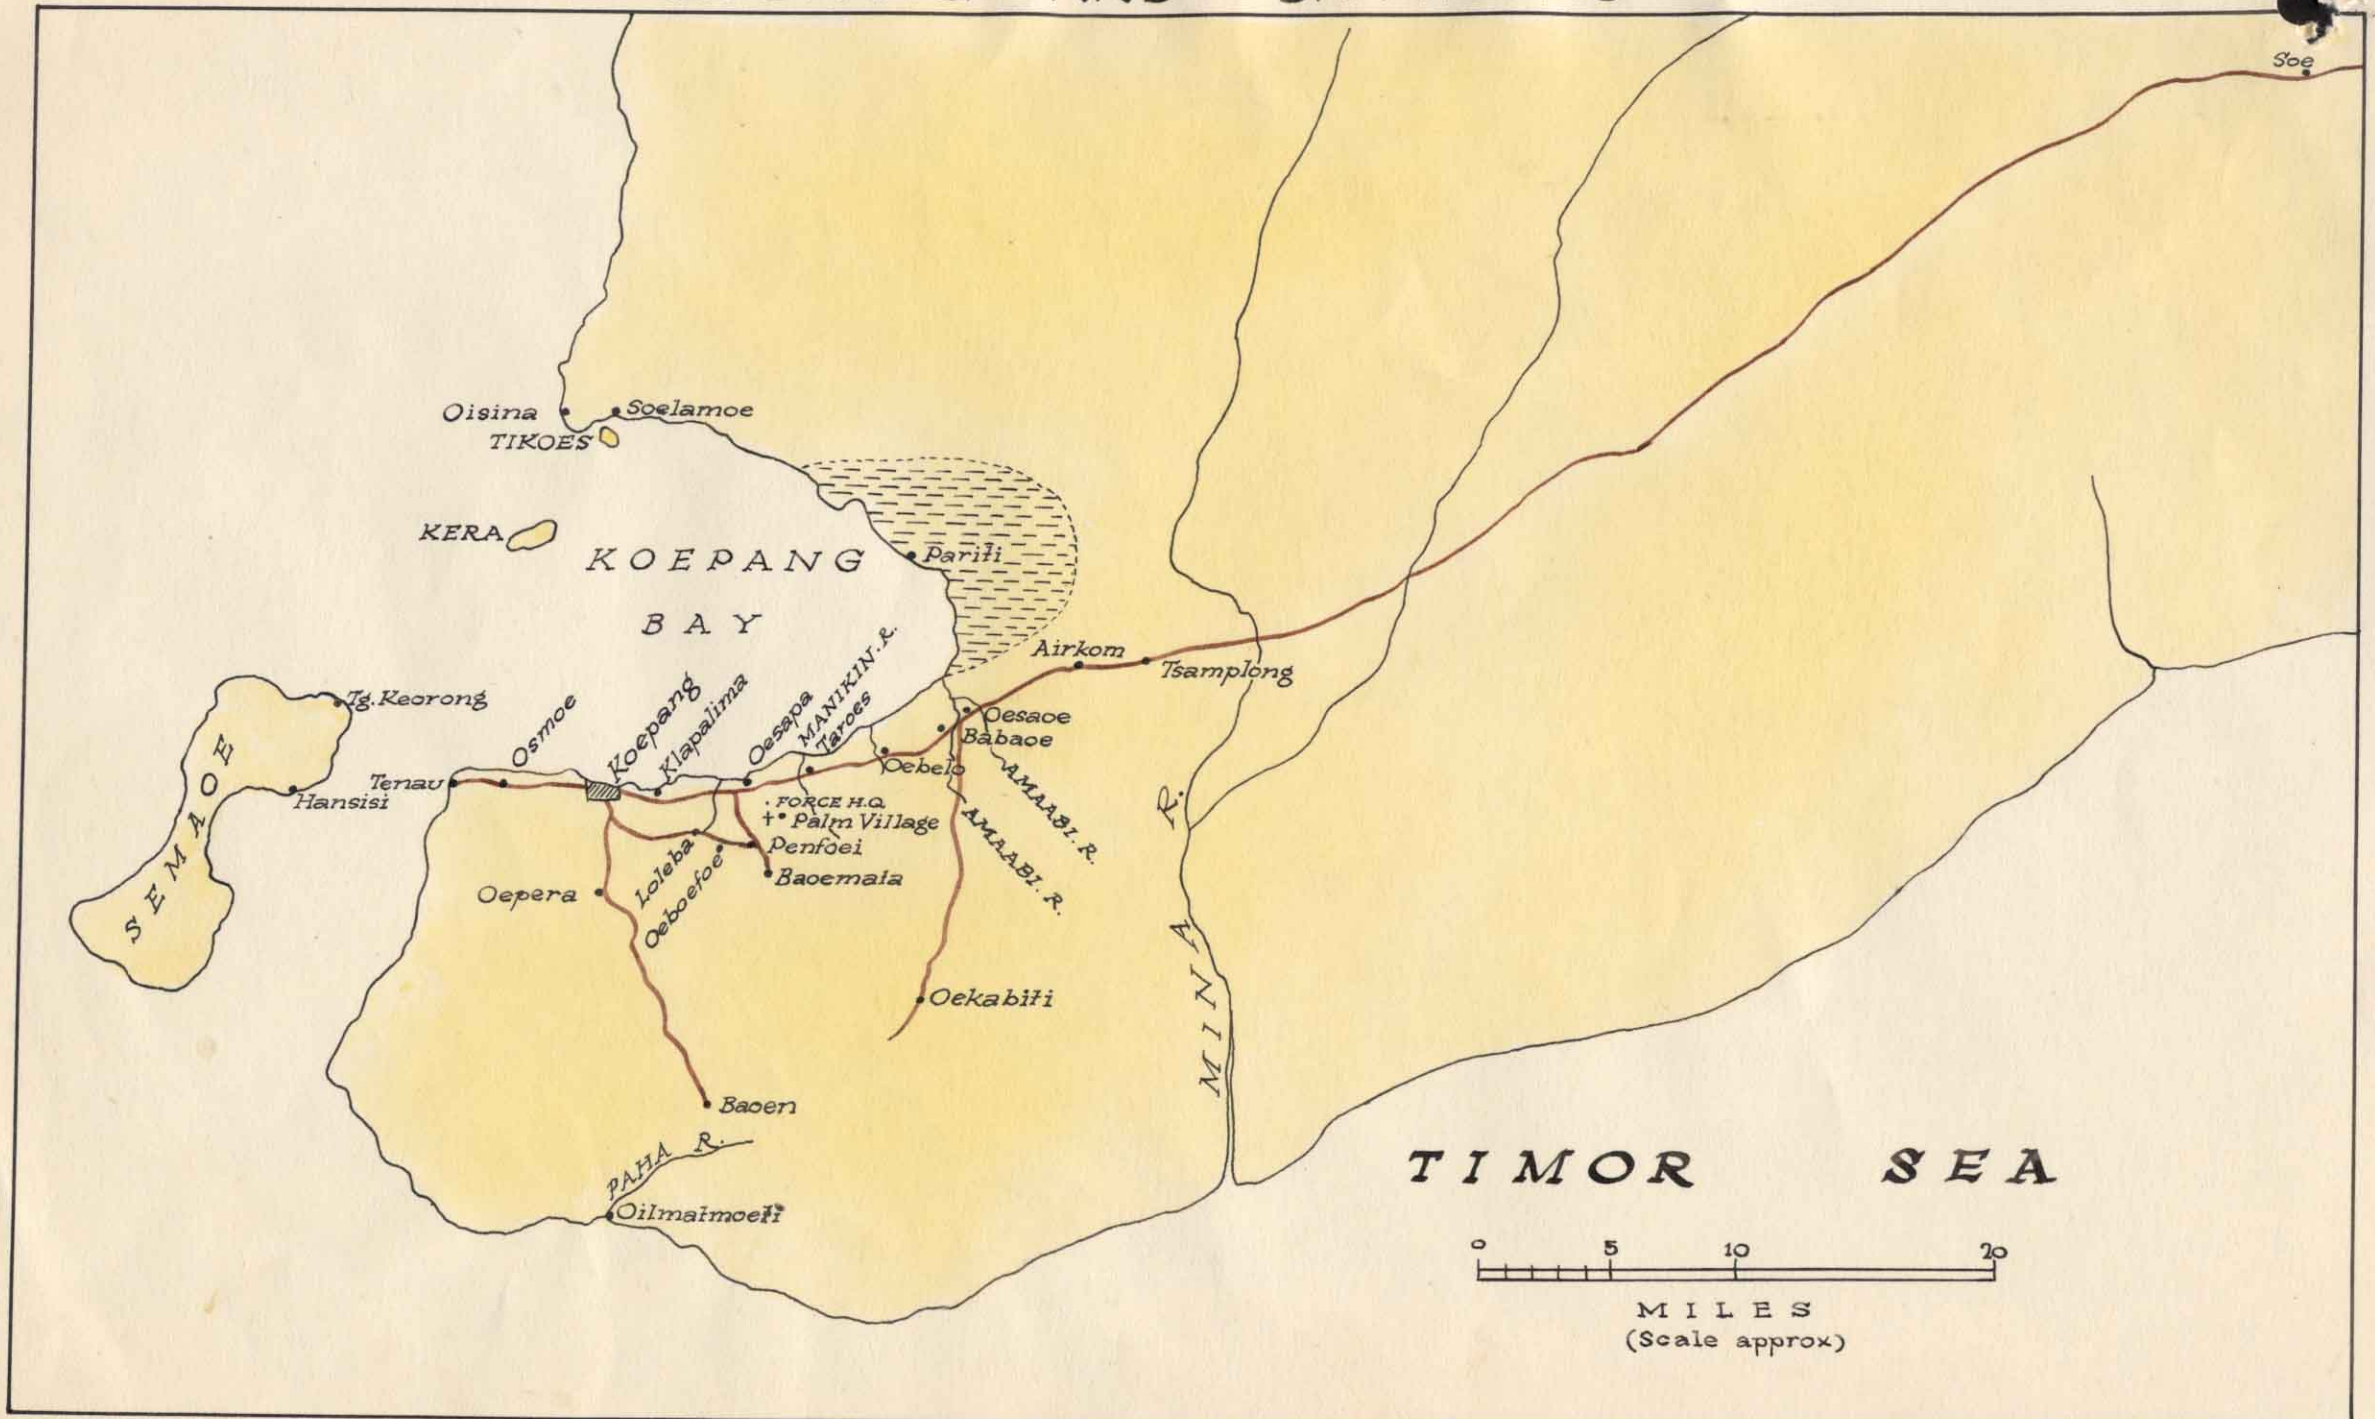 Soe
Oisina
Soelamoe
TIKOES
KERA
KOEPANG
BAY
Pariti
Airkom
Tsamplong
Tg. Keorong
Osmoe
Koepang
Klapalima
Oesapa
MANIKIN. R.
Taroes
Oesaoe
Babaoe
Oebelo
Tenau
Hansisi
SEMAOE
FORCE H.Q.
Palm Village
Penfoei
Baoemata
AMAABI. R.
AMAABI. R.
Loleba
Oeboefoe
Oepera
MINA R.
Oekabiti
Baoen
PAHA R.
Oilmatmoeti
TIMOR SEA
0 5 10 20
MILES
(Scale approx)